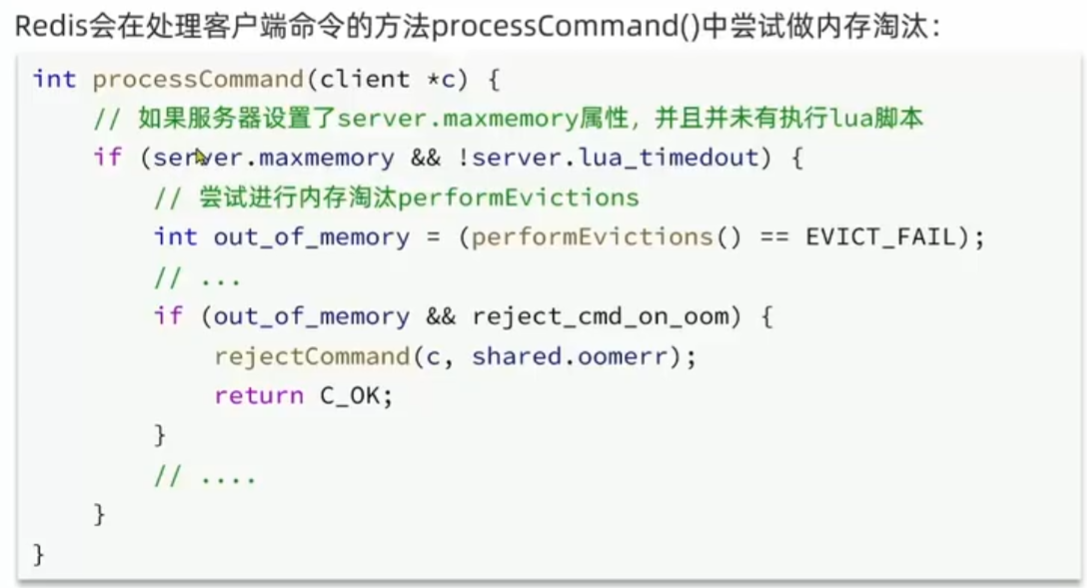 Redis会在处理客户端命令的方法processCommand()中尝试做内存淘汰：
int processCommand(client *c) {
    // 如果服务器设置了server.maxmemory属性，并且并未有执行lua脚本
    if (server.maxmemory && !server.lua_timedout) {
        // 尝试进行内存淘汰performEvictions
        int out_of_memory = (performEvictions() == EVICT_FAIL);
        // ...
        if (out_of_memory && reject_cmd_on_oom) {
            rejectCommand(c, shared.oomerr);
            return C_OK;
        }
        // ....
    }
}